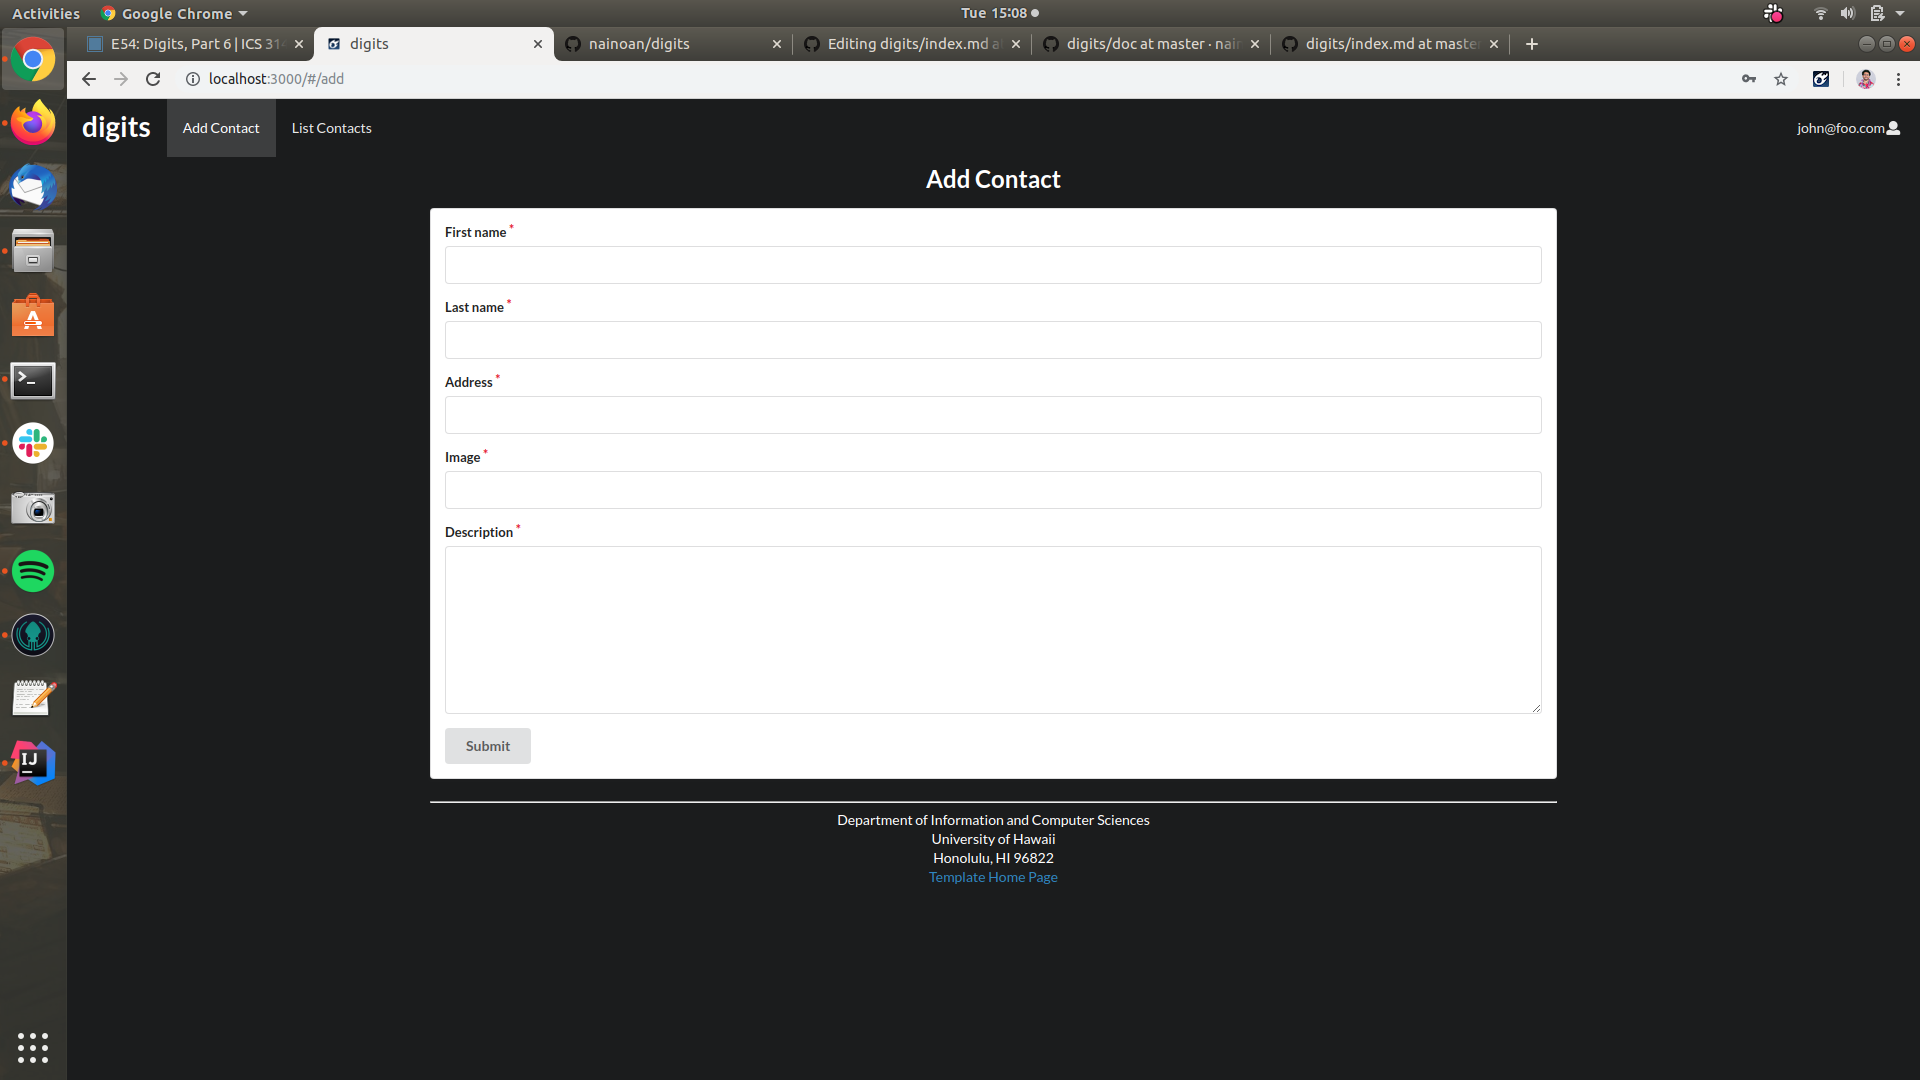 Activities
Google Chrome
Tue 15:08
E54: Digits, Part 6 | ICS 314
digits
nainoan/digits
Editing digits/index.md a
digits/doc at master · nai
digits/index.md at maste
localhost:3000/#/add
digits
Add Contact
List Contacts
john@foo.com
Add Contact
First name *
Last name *
Address *
Image *
Description *
Submit
Department of Information and Computer Sciences
University of Hawaii
Honolulu, HI 96822
Template Home Page
IJ